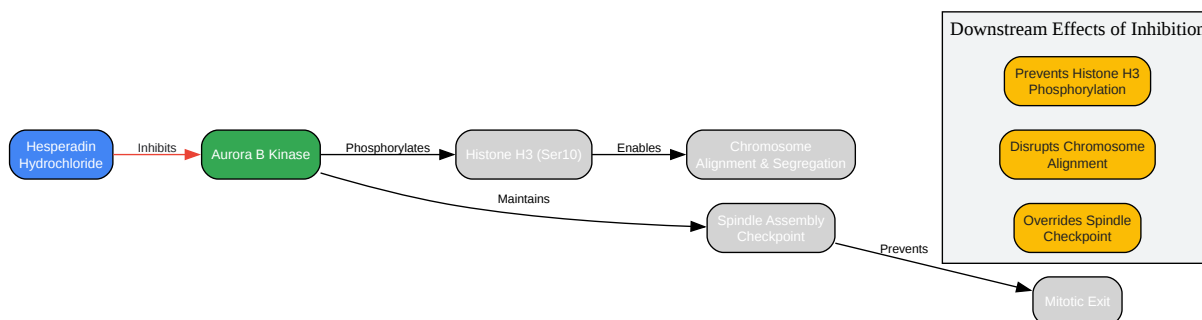 Downstream Effects of Inhibition
Prevents Histone H3
Phosphorylation
Hesperadin
Hydrochloride
Inhibits
Aurora B Kinase
Phosphorylates
Histone H3 (Ser10)
Enables
Chromosome
Alignment & Segregation
Disrupts Chromosome
Alignment
Maintains
Spindle Assembly
Checkpoint
Overrides Spindle
Checkpoint
Prevents
Mitotic Exit